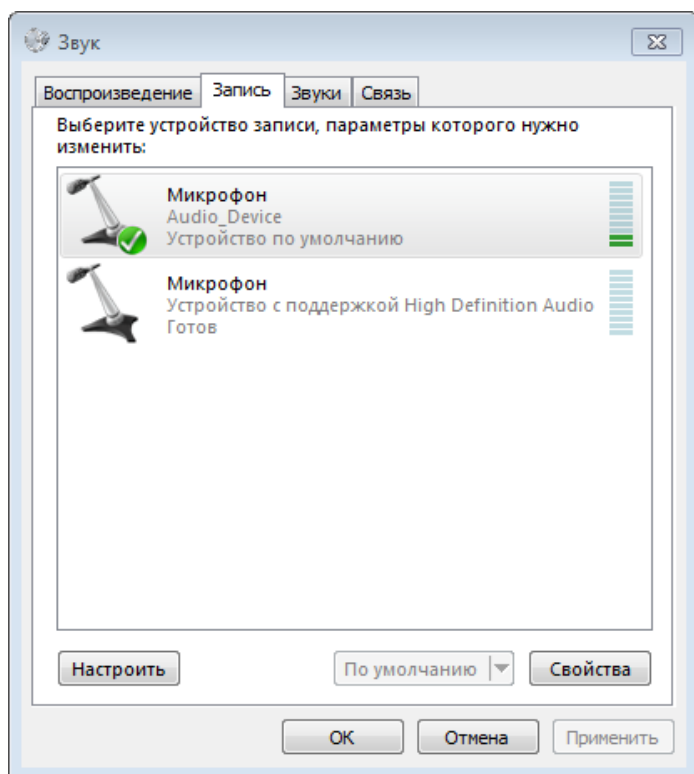 Звук
Воспроизведение Запись Звуки Связь
Выберите устройство записи, параметры которого нужно
изменить:
Микрофон
Audio_Device
Устройство по умолчанию
Микрофон
Устройство с поддержкой High Definition Audio
Готов
Настроить По умолчанию Свойства
ОК Отмена Применить